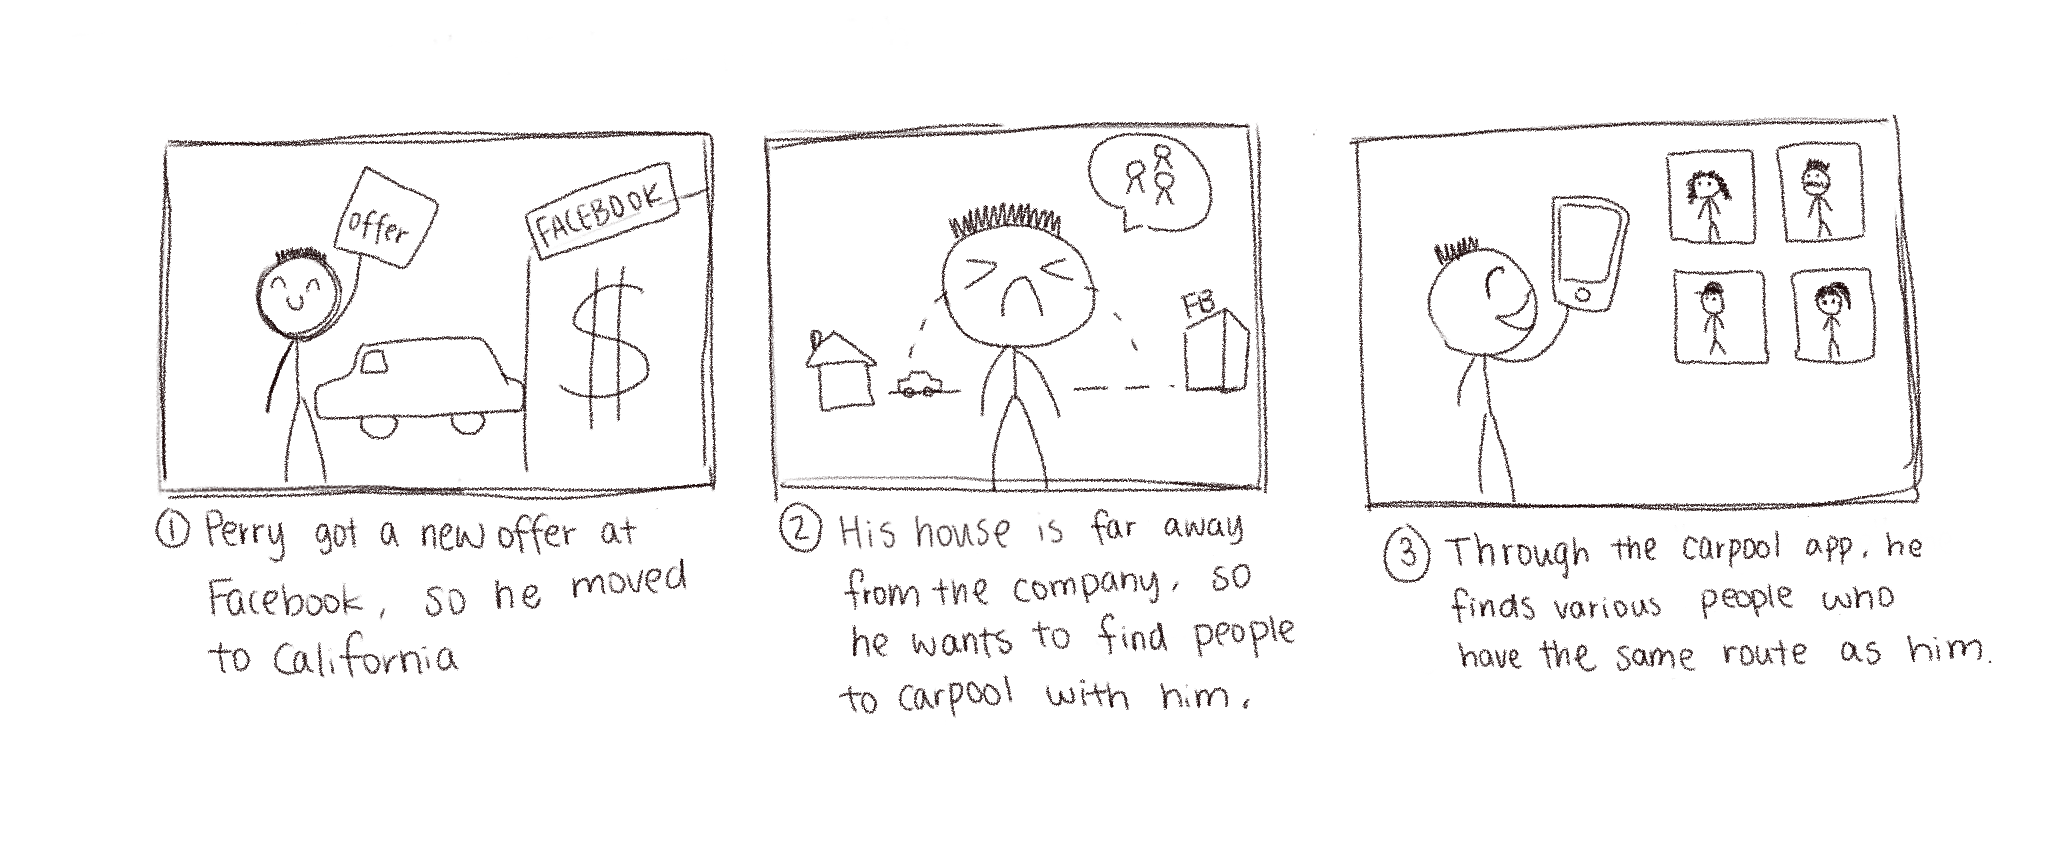 offer
FACEBOOK
$
① Perry got a new offer at
Facebook, so he moved
to California
FB
② His house is far away
from the company, so
he wants to find people
to carpool with him.
③ Through the carpool app, he
finds various people who
have the same route as him.